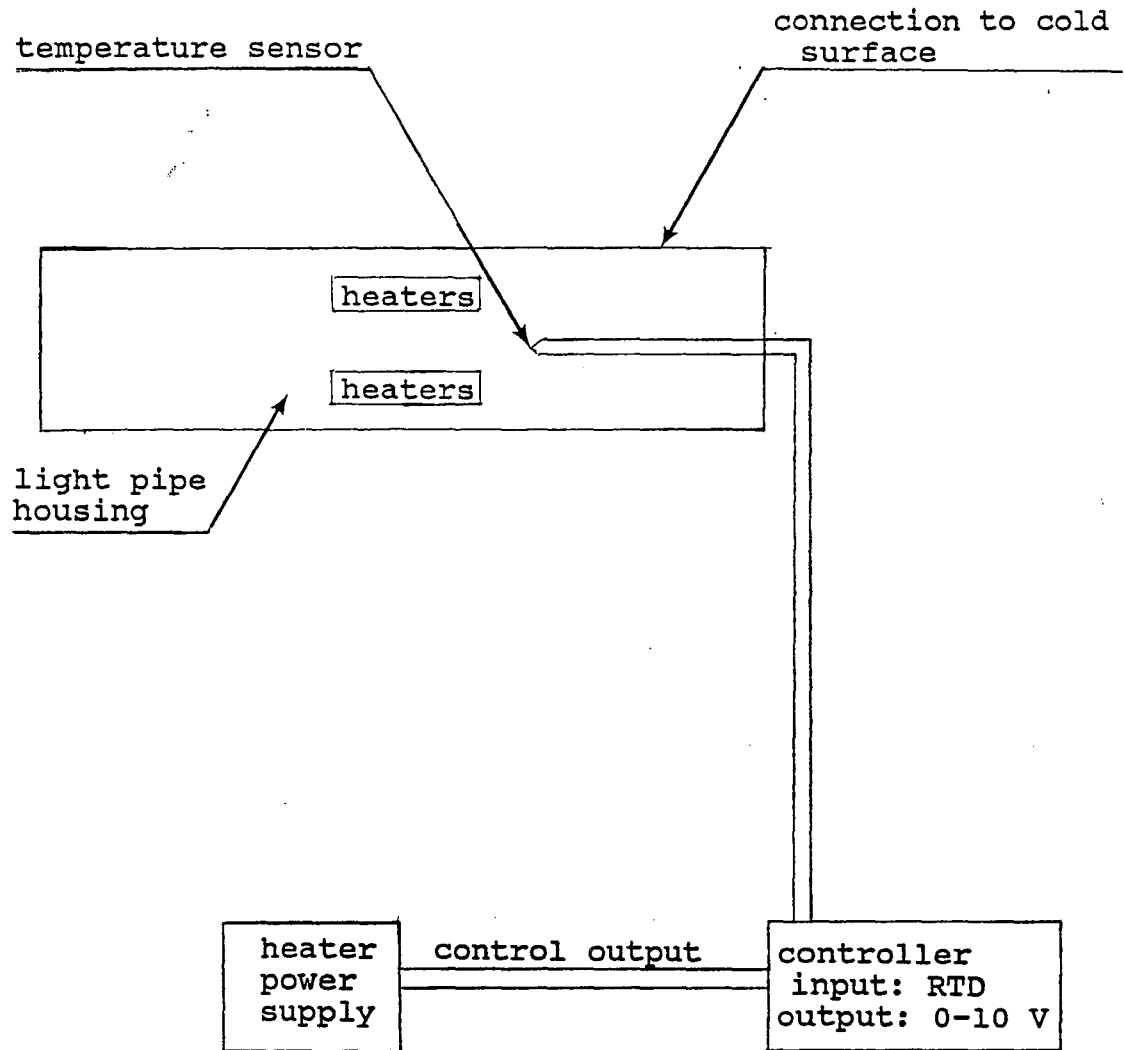 temperature sensor
connection to cold
surface
heaters
heaters
light pipe
housing
heater
power
supply
control output
controller
input: RTD
output: 0-10 V